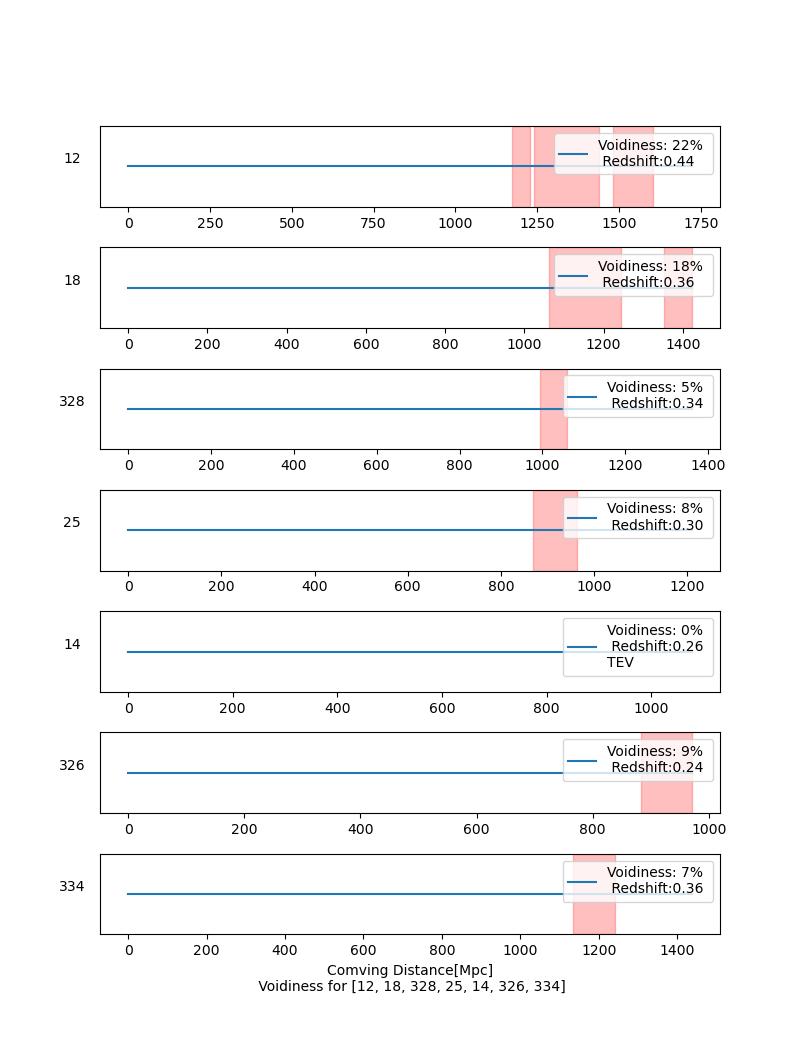 12
Voidiness: 22%
Redshift:0.44
0 250 500 750 1000 1250 1500 1750
18
Voidiness: 18%
Redshift:0.36
0 200 400 600 800 1000 1200 1400
328
Voidiness: 5%
Redshift:0.34
0 200 400 600 800 1000 1200 1400
25
Voidiness: 8%
Redshift:0.30
0 200 400 600 800 1000 1200
14
Voidiness: 0%
Redshift:0.26
TEV
0 200 400 600 800 1000
326
Voidiness: 9%
Redshift:0.24
0 200 400 600 800 1000
334
Voidiness: 7%
Redshift:0.36
0 200 400 600 800 1000 1200 1400
Comving Distance[Mpc]
Voidiness for [12, 18, 328, 25, 14, 326, 334]